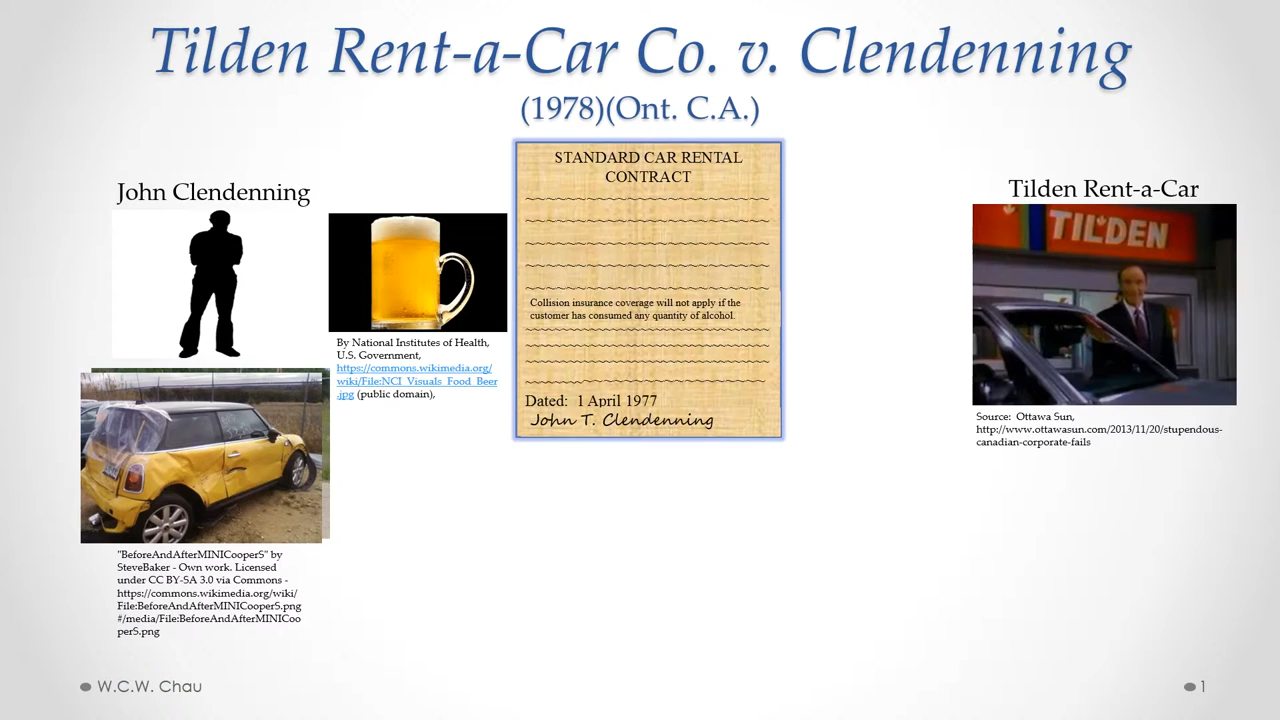 Tilden Rent-a-Car Co. v. Clendenning
(1978)(Ont. C.A.)
John Clendenning
By National Institutes of Health,
U.S. Government,
https://commons.wikimedia.org/
wiki/File:NCI_Visuals_Food_Beer
.jpg (public domain),
"BeforeAndAfterMINICooperS" by
SteveBaker - Own work. Licensed
under CC BY-SA 3.0 via Commons -
https://commons.wikimedia.org/wiki/
File:BeforeAndAfterMINICooperS.png
#/media/File:BeforeAndAfterMINICoo
perS.png
STANDARD CAR RENTAL
CONTRACT
Collision insurance coverage will not apply if the
customer has consumed any quantity of alcohol.
Dated: 1 April 1977
John T. Clendenning
Tilden Rent-a-Car
TILDEN
Source: Ottawa Sun,
http://www.ottawasun.com/2013/11/20/stupendous-
canadian-corporate-fails
W.C.W. Chau
1